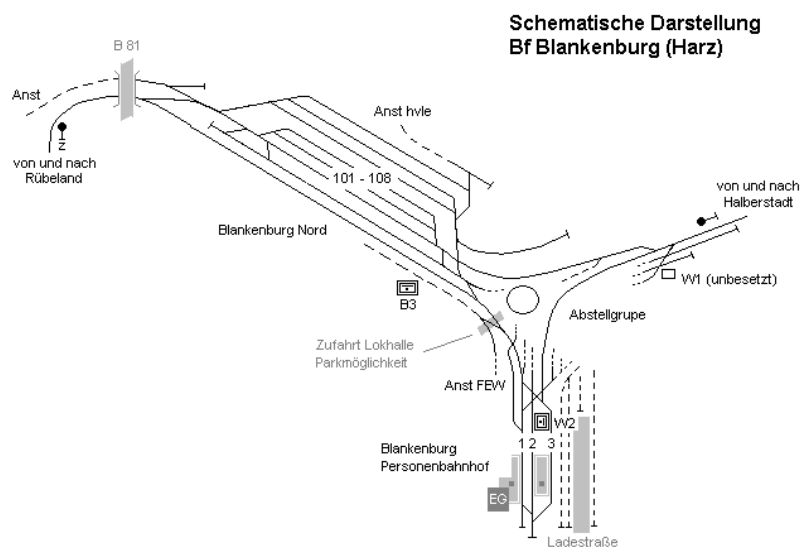 Schematische Darstellung
Bf Blankenburg (Harz)
B 81
Anst
Z
von und nach
Rübeland
Anst hvle
101 - 108
von und nach
Halberstadt
Blankenburg Nord
B3
W1 (unbesetzt)
Abstellgrupe
Zufahrt Lokhalle
Parkmöglichkeit
Anst FEW
W2
Blankenburg
Personenbahnhof
1 2 3
EG
Ladestraße